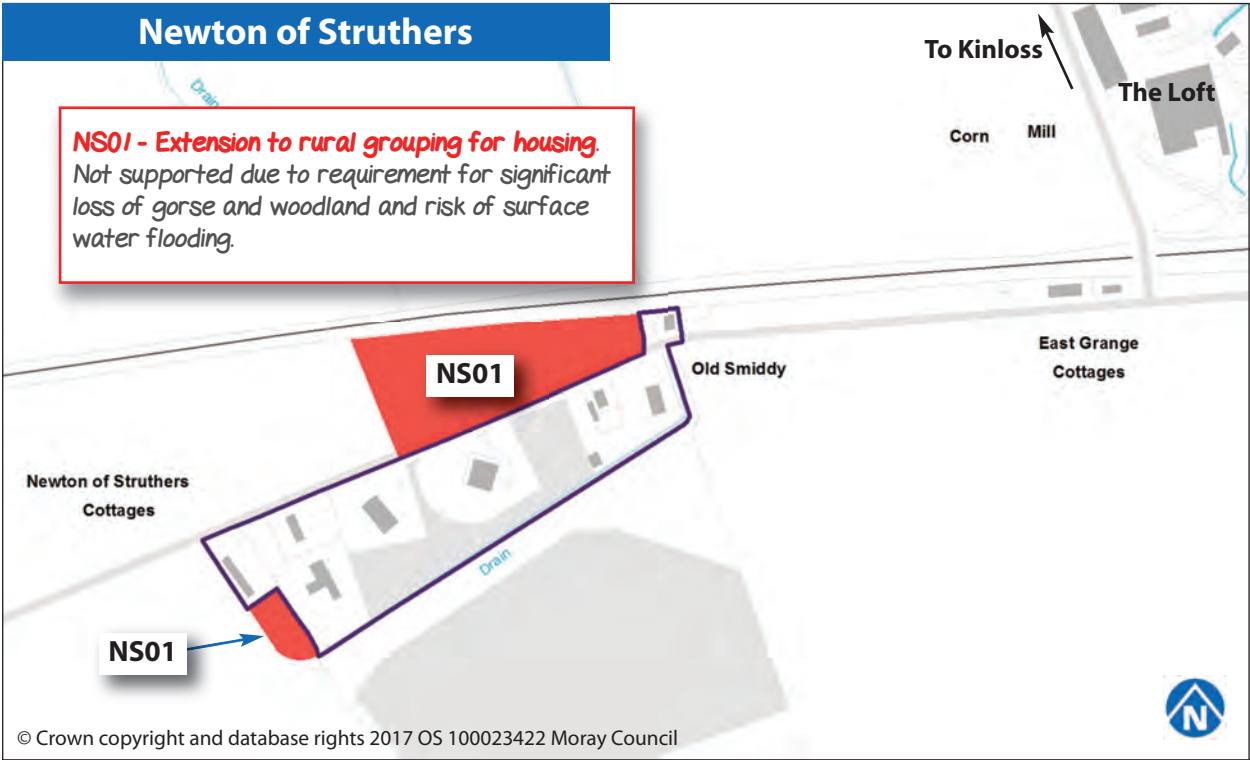 Newton of Struthers
To Kinloss
The Loft
Drain
Corn Mill
NS01 - Extension to rural grouping for housing.
Not supported due to requirement for significant
loss of gorse and woodland and risk of surface
water flooding.
East Grange
Cottages
Old Smiddy
NS01
Newton of Struthers
Cottages
Drain
NS01
N
© Crown copyright and database rights 2017 OS 100023422 Moray Council